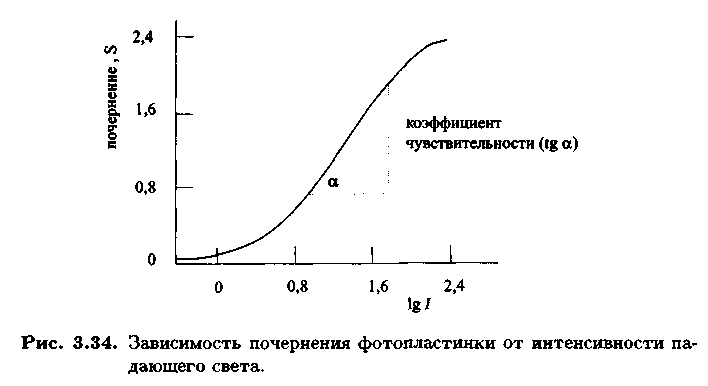 2,4
почернение, S
1,6
коэффициент
чувствительности (tg α)
α
0,8
0
0 0,8 1,6 2,4
lg I
Рис. 3.34. Зависимость почернения фотопластинки от интенсивности па-
дающего света.